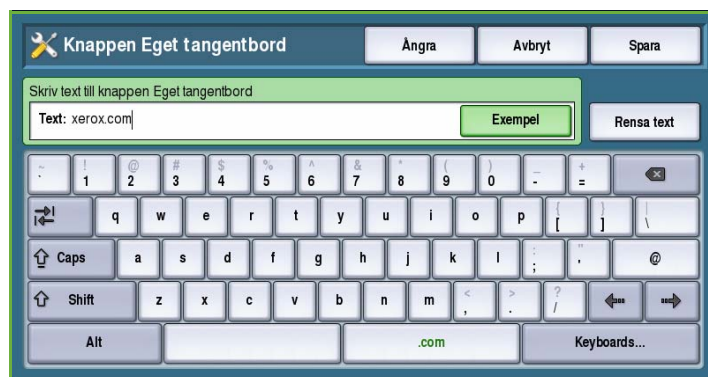 Knappen Eget tangentbord Ångra Avbryt Spara
Skriv text till knappen Eget tangentbord
Text: xerox.com Exempel Rensa text
~ ! @ # $ % ^ & * ( ) _ +
` 1 2 3 4 5 6 7 8 9 0 - =
q w e r t y u i o p { [ } ] | \
Caps a s d f g h j k l : ; " ' @
Shift z x c v b n m < , > . ? /
Alt .com Keyboards...